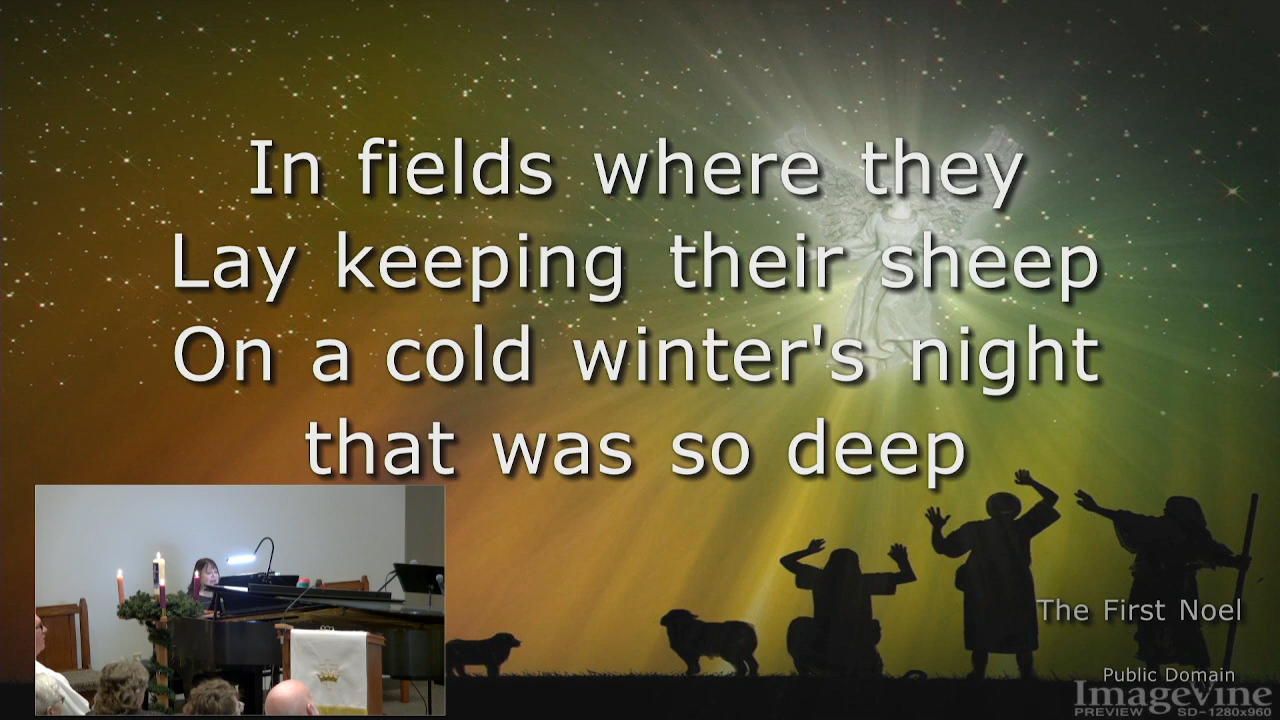 In fields where they
Lay keeping their sheep
On a cold winter's night
that was so deep
The First Noel
Public Domain
ImageVine
PREVIEW SD-1280x960